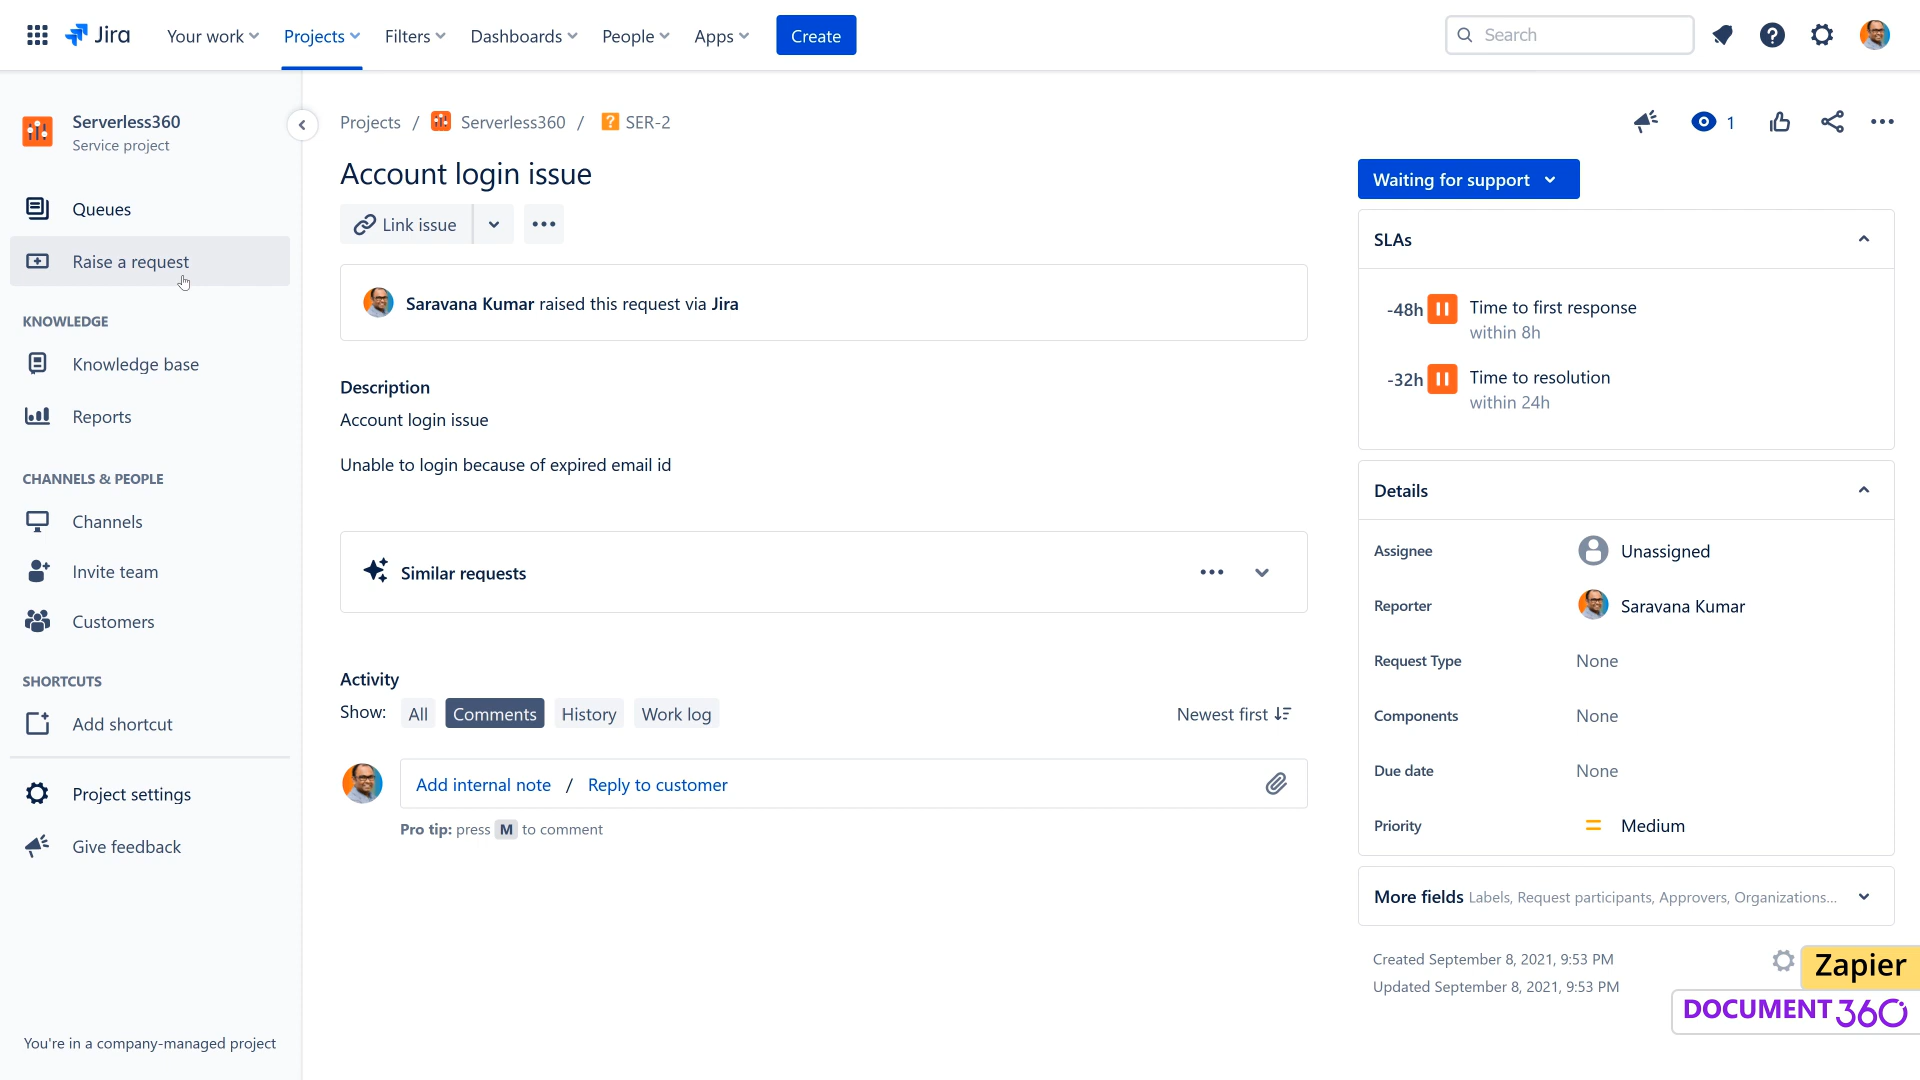 Jira
Your work
Projects
Filters
Dashboards
People
Apps
Create
Search
Serverless360
Service project
Queues
Raise a request
KNOWLEDGE
Knowledge base
Reports
CHANNELS & PEOPLE
Channels
Invite team
Customers
SHORTCUTS
Add shortcut
Project settings
Give feedback
You're in a company-managed project
Projects / Serverless360 / SER-2
1
Account login issue
Link issue
Saravana Kumar raised this request via Jira
Description
Account login issue
Unable to login because of expired email id
Similar requests
Activity
Show: All Comments History Work log
Newest first
Add internal note / Reply to customer
Pro tip: press M to comment
Waiting for support
SLAs
-48h Time to first response
within 8h
-32h Time to resolution
within 24h
Details
Assignee Unassigned
Reporter Saravana Kumar
Request Type None
Components None
Due date None
Priority Medium
More fields Labels, Request participants, Approvers, Organizations...
Created September 8, 2021, 9:53 PM
Updated September 8, 2021, 9:53 PM
Zapier
DOCUMENT360